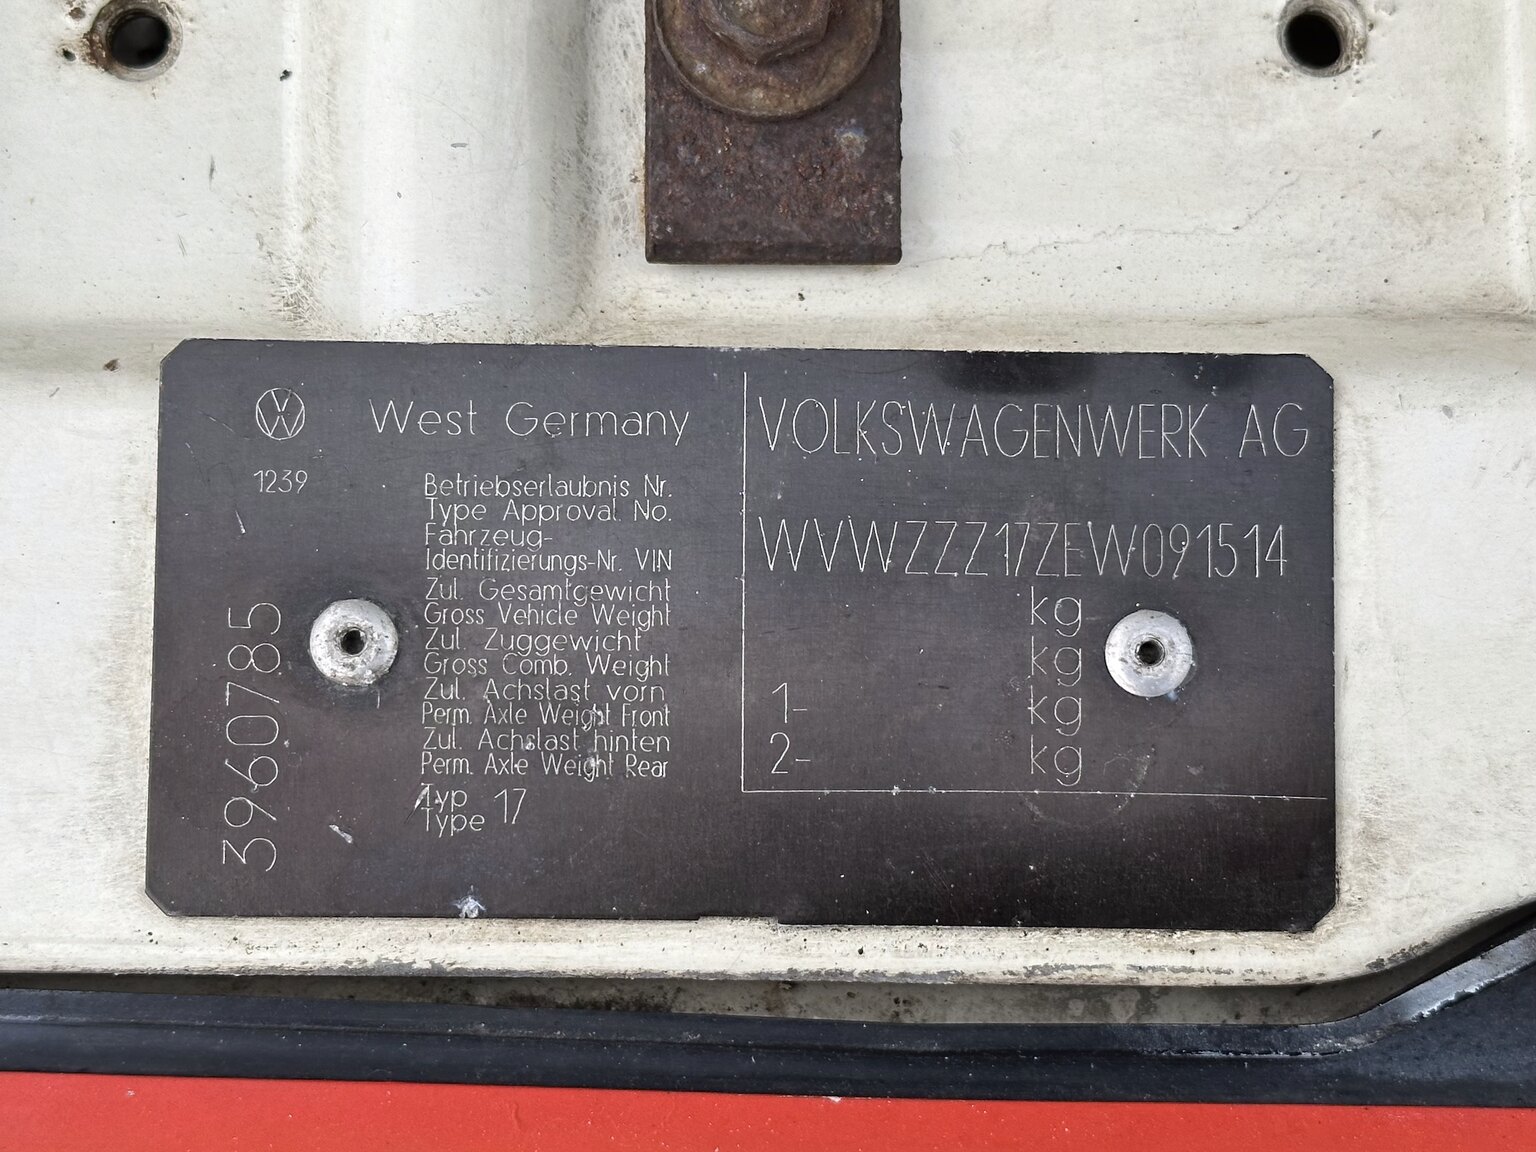 West Germany
VOLKSWAGENWERK AG
1239
Betriebserlaubnis Nr.
Type Approval No.
Fahrzeug-
Identifizierungs-Nr. VIN
WVWZZZ17ZEW091514
Zul. Gesamtgewicht
Gross Vehicle Weight
kg
Zul. Zuggewicht
Gross Comb. Weight
kg
Zul. Achslast vorn
Perm. Axle Weight Front
1- kg
Zul. Achslast hinten
Perm. Axle Weight Rear
2- kg
Typ
Type 17
3960785